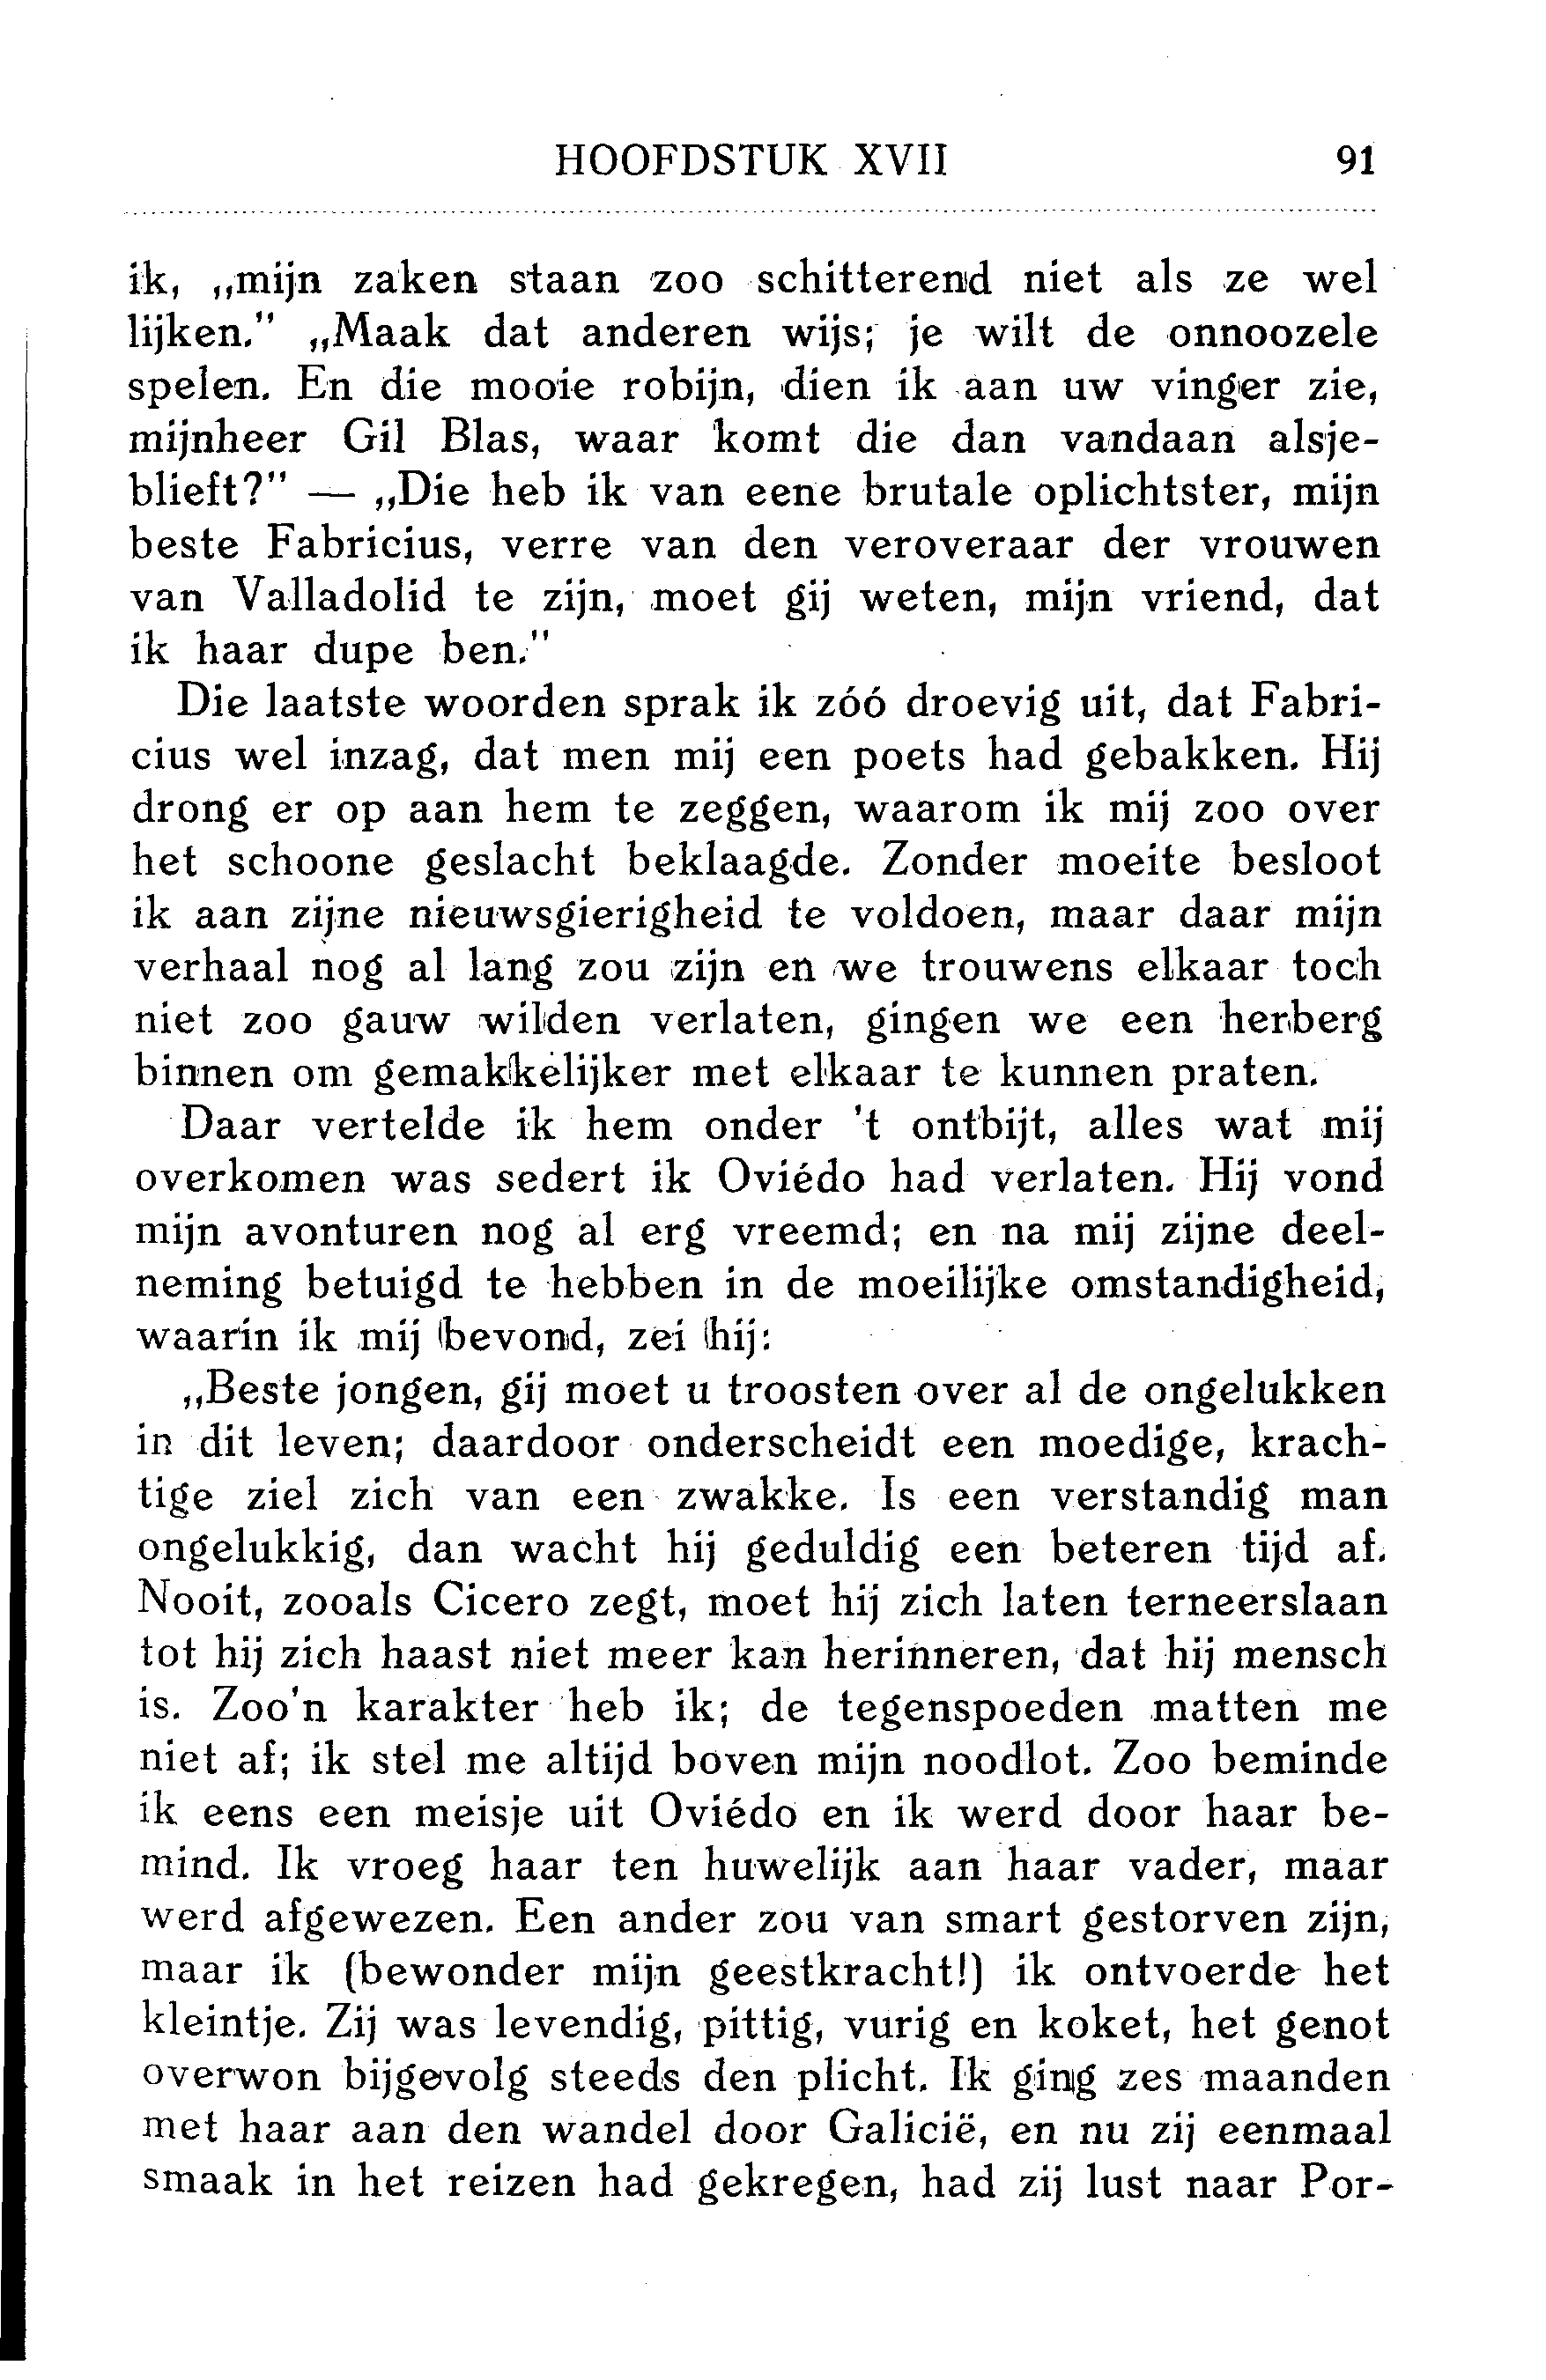 HOOFDSTUK XVII 91
ik, „mijn zaken staan zoo schitterend niet als ze wel
lijken." „Maak dat anderen wijs; je wilt de onnoozele
spelen. En die mooie robijn, dien ik aan uw vinger zie,
mijnheer Gil Blas, waar komt die dan vandaan alsje-
blieft?" — „Die heb ik van eene brutale oplichtster, mijn
beste Fabricius, verre van den veroveraar der vrouwen
van Valladolid te zijn, moet gij weten, mijn vriend, dat
ik haar dupe ben."
Die laatste woorden sprak ik zóó droevig uit, dat Fabri-
cius wel inzag, dat men mij een poets had gebakken. Hij
drong er op aan hem te zeggen, waarom ik mij zoo over
het schoone geslacht beklaagde. Zonder moeite besloot
ik aan zijne nieuwsgierigheid te voldoen, maar daar mijn
verhaal nog al lang zou zijn en we trouwens elkaar toch
niet zoo gauw wilden verlaten, gingen we een herberg
binnen om gemakkelijker met elkaar te kunnen praten.
Daar vertelde ik hem onder 't ontbijt, alles wat mij
overkomen was sedert ik Oviédo had verlaten. Hij vond
mijn avonturen nog al erg vreemd; en na mij zijne deel-
neming betuigd te hebben in de moeilijke omstandigheid,
waarin ik mij bevond, zei hij:
„Beste jongen, gij moet u troosten over al de ongelukken
in dit leven; daardoor onderscheidt een moedige, krach-
tige ziel zich van een zwakke. Is een verstandig man
ongelukkig, dan wacht hij geduldig een beteren tijd af.
Nooit, zooals Cicero zegt, moet hij zich laten terneerslaan
tot hij zich haast niet meer kan herinneren, dat hij mensch
is. Zoo'n karakter heb ik; de tegenspoeden matten me
niet af; ik stel me altijd boven mijn noodlot. Zoo beminde
ik eens een meisje uit Oviédo en ik werd door haar be-
mind. Ik vroeg haar ten huwelijk aan haar vader, maar
werd afgewezen. Een ander zou van smart gestorven zijn,
maar ik (bewonder mijn geestkracht!) ik ontvoerde het
kleintje. Zij was levendig, pittig, vurig en koket, het genot
overwon bijgevolg steeds den plicht. Ik ging zes maanden
met haar aan den wandel door Galicië, en nu zij eenmaal
smaak in het reizen had gekregen, had zij lust naar Por-